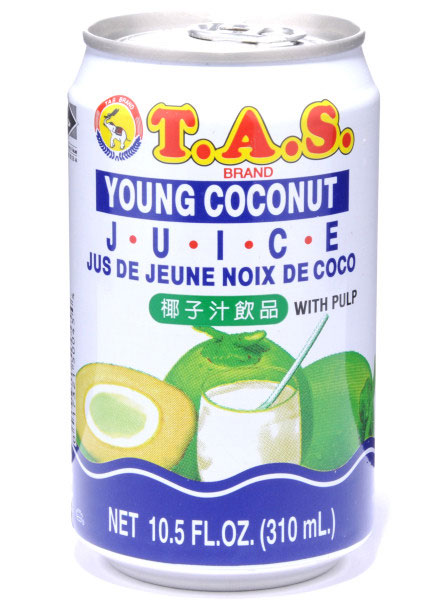 T.A.S. BRAND
T.A.S.
BRAND
YOUNG COCONUT
J·U·I·C·E
JUS DE JEUNE NOIX DE COCO
椰子汁飲品 WITH PULP
NET 10.5 FL.OZ. (310 mL.)